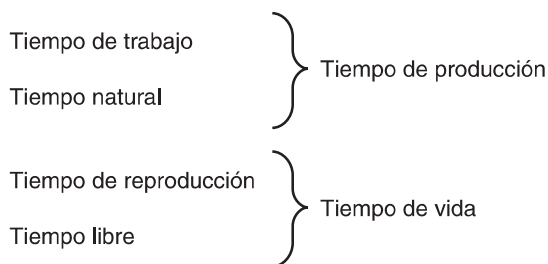 Tiempo de trabajo
Tiempo natural
Tiempo de producción
Tiempo de reproducción
Tiempo libre
Tiempo de vida